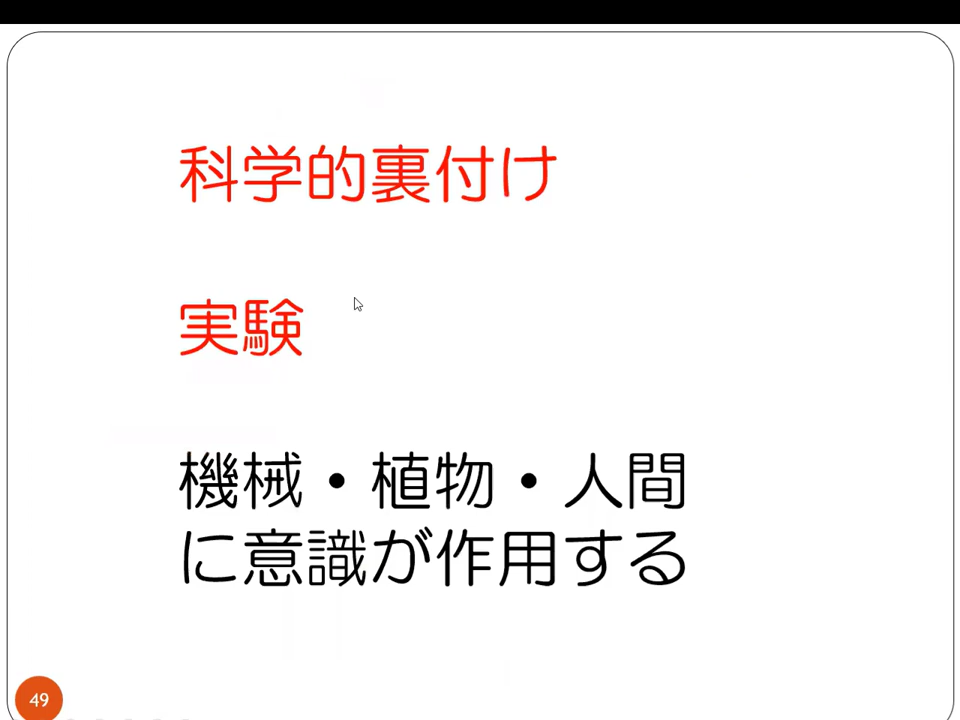 科学的裏付け
実験
機械・植物・人間
に意識が作用する
49